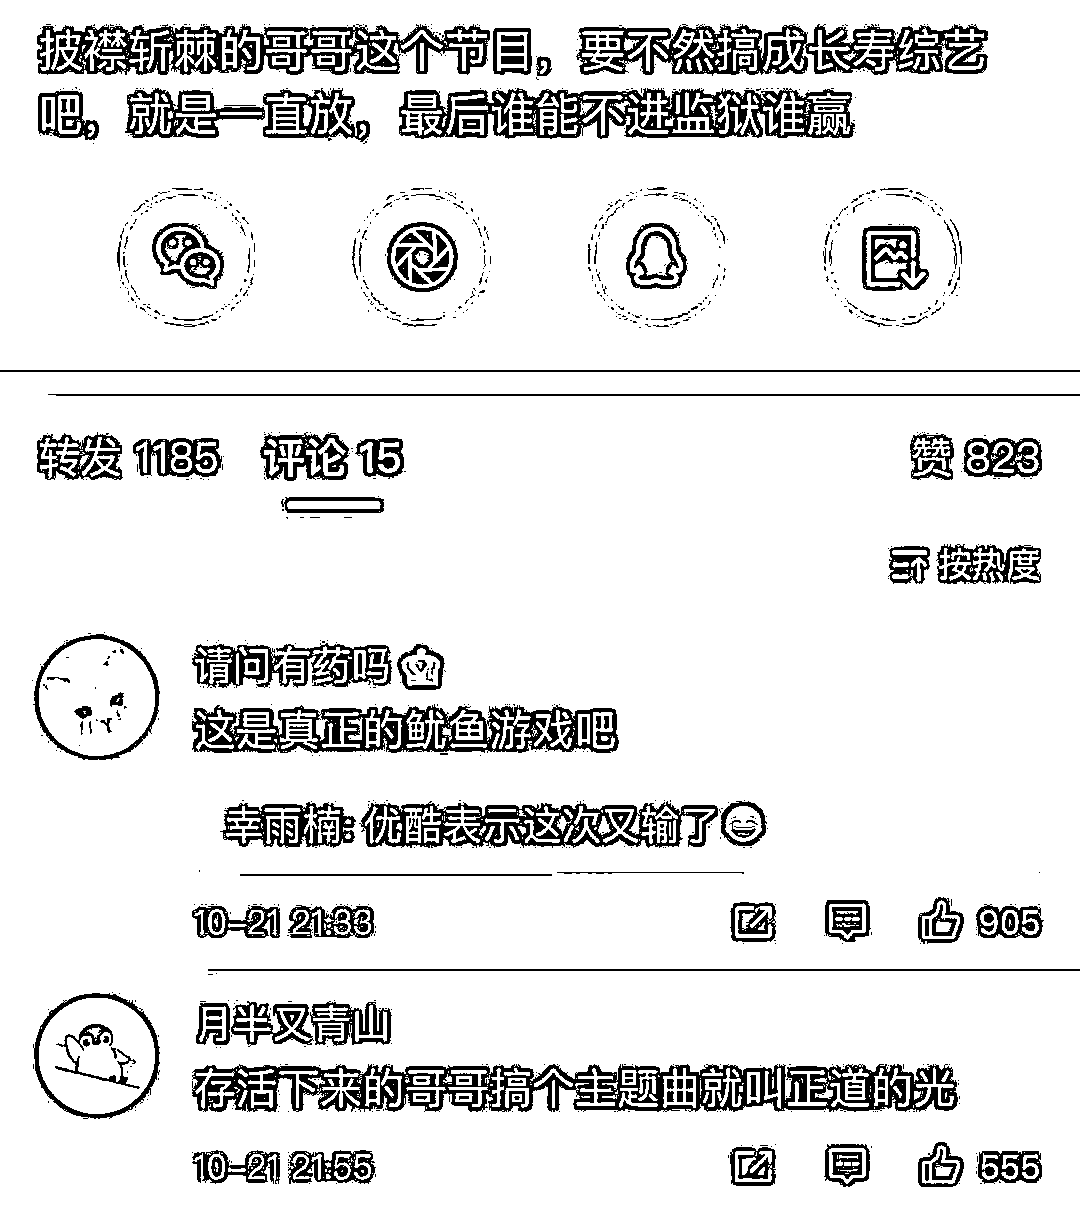 披襟斩棘的哥哥这个节目，要不然搞成长寿综艺
吧，就是一直放，最后谁能不进监狱谁赢
转发 1185 评论 15 赞 823
按热度
请问有药吗
这是真正的鱿鱼游戏吧
幸雨楠: 优酷表示这次又输了
10-21 21:33 905
月半又青山
存活下来的哥哥搞个主题曲就叫正道的光
10-21 21:55 555